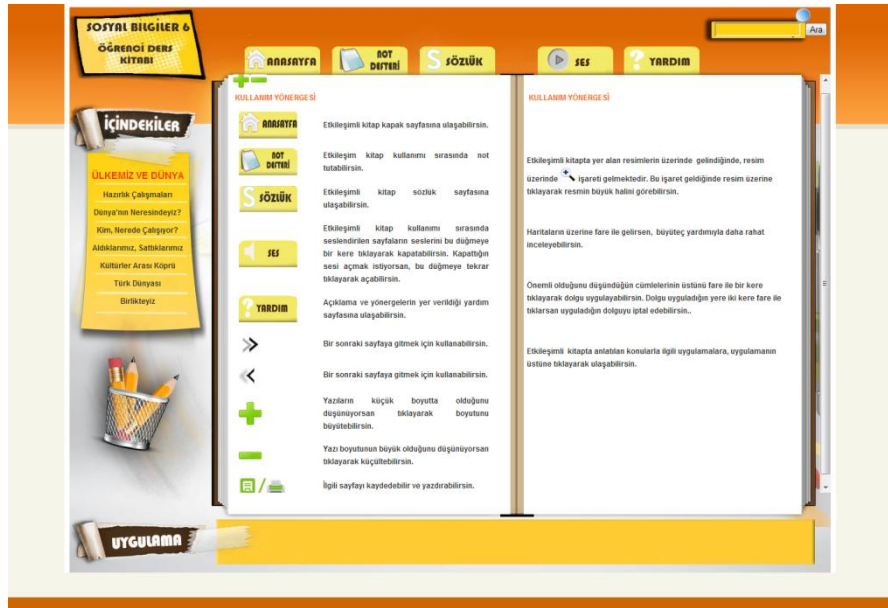 SOSYAL BİLGİLER 6
ÖĞRENCİ DERS
KİTABI
Ara
ANASAYFA
NOT
DEFTERİ
SÖZLÜK
SES
YARDIM
İÇİNDEKİLER
ÜLKEMİZ VE DÜNYA
Hazırlık Çalışmaları
Dünya'nın Neresindeyiz?
Kim, Nerede Çalışıyor?
Aldıklarımız, Sattıklarımız
Kültürler Arası Köprü
Türk Dünyası
Birlikteyiz
KULLANIM YÖNERGESİ
ANASAYFA
Etkileşimli kitap kapak sayfasına ulaşabilirsin.
NOT
DEFTERİ
Etkileşim kitap kullanımı sırasında not
tutabilirsin.
SÖZLÜK
Etkileşimli kitap sözlük sayfasına
ulaşabilirsin.
SES
Etkileşimli kitap kullanımı sırasında
seslendirilen sayfaların seslerini bu düğmeye
bir kere tıklayarak kapatabilirsin. Kapattığın
sesi açmak istiyorsan, bu düğmeye tekrar
tıklayarak açabilirsin.
YARDIM
Açıklama ve yönergelerin yer verildiği yardım
sayfasına ulaşabilirsin.
Bir sonraki sayfaya gitmek için kullanabilirsin.
Bir sonraki sayfaya gitmek için kullanabilirsin.
Yazıların küçük boyutta olduğunu
düşünüyorsan tıklayarak boyutunu
büyütebilirsin.
Yazı boyutunun büyük olduğunu düşünüyorsan
tıklayarak küçültebilirsin.
İlgili sayfayı kaydedebilir ve yazdırabilirsin.
KULLANIM YÖNERGESİ
Etkileşimli kitapta yer alan resimlerin üzerinde gelindiğinde, resim
üzerinde işareti gelmektedir. Bu işaret geldiğinde resim üzerine
tıklayarak resmin büyük halini görebilirsin.
Haritaların üzerine fare ile gelirsen, büyüteç yardımıyla daha rahat
inceleyebilirsin.
Önemli olduğunu düşündüğün cümlelerinin üstünü fare ile bir kere
tıklayarak dolgu uygulayabilirsin. Dolgu uyguladığın yere iki kere fare ile
tıklarsan uyguladığın dolguyu iptal edebilirsin..
Etkileşimli kitapta anlatılan konularla ilgili uygulamalara, uygulamanın
üstüne tıklayarak ulaşabilirsin.
UYGULAMA